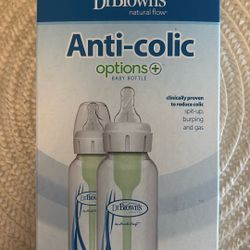 Dr Brown's
natural flow®
Anti-colic
options+
BABY BOTTLE
clinically proven
to reduce colic
spit-up,
burping
and gas
Dr Brown's
Dr Brown's